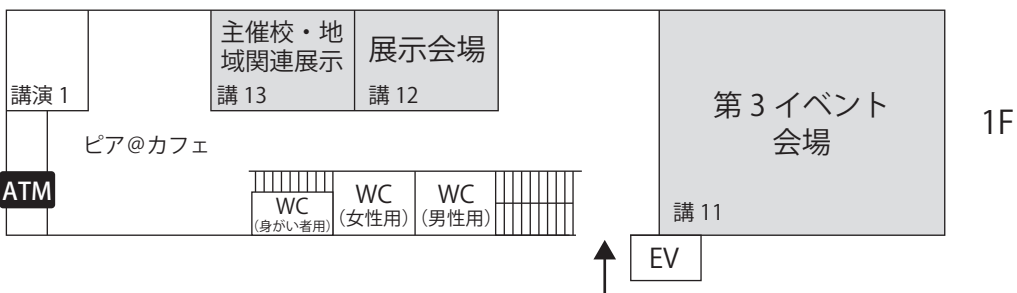 主催校・地
域関連展示
講 13
展示会場
講 12
講演 1
第 3 イベント
会場
講 11
1F
ピア＠カフェ
ATM
WC
(身がい者用)
WC
(女性用)
WC
(男性用)
EV